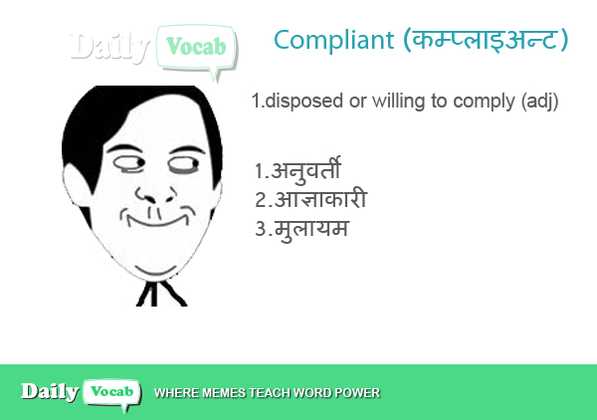 Daily Vocab
Compliant (कम्प्लाइअन्ट)
1.disposed or willing to comply (adj)
1.अनुवर्ती
2.आज्ञाकारी
3.मुलायम
Daily Vocab WHERE MEMES TEACH WORD POWER